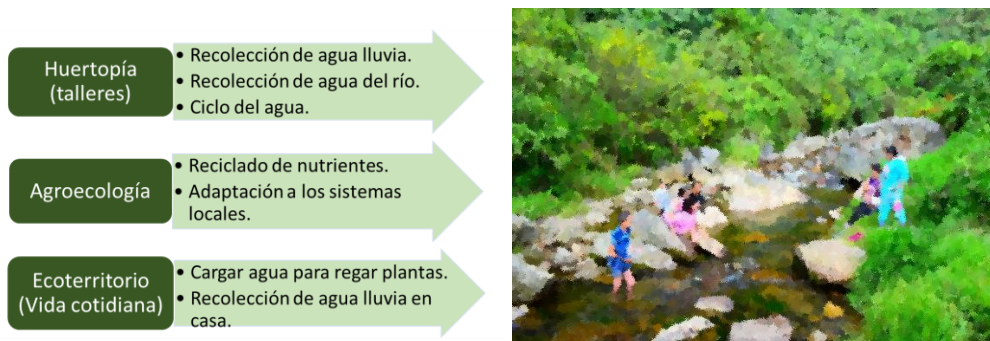 Huertopía
(talleres)
• Recolección de agua lluvia.
• Recolección de agua del río.
• Ciclo del agua.
Agroecología
• Reciclado de nutrientes.
• Adaptación a los sistemas
locales.
Ecoterritorio
(Vida cotidiana)
• Cargar agua para regar plantas.
• Recolección de agua lluvia en
casa.